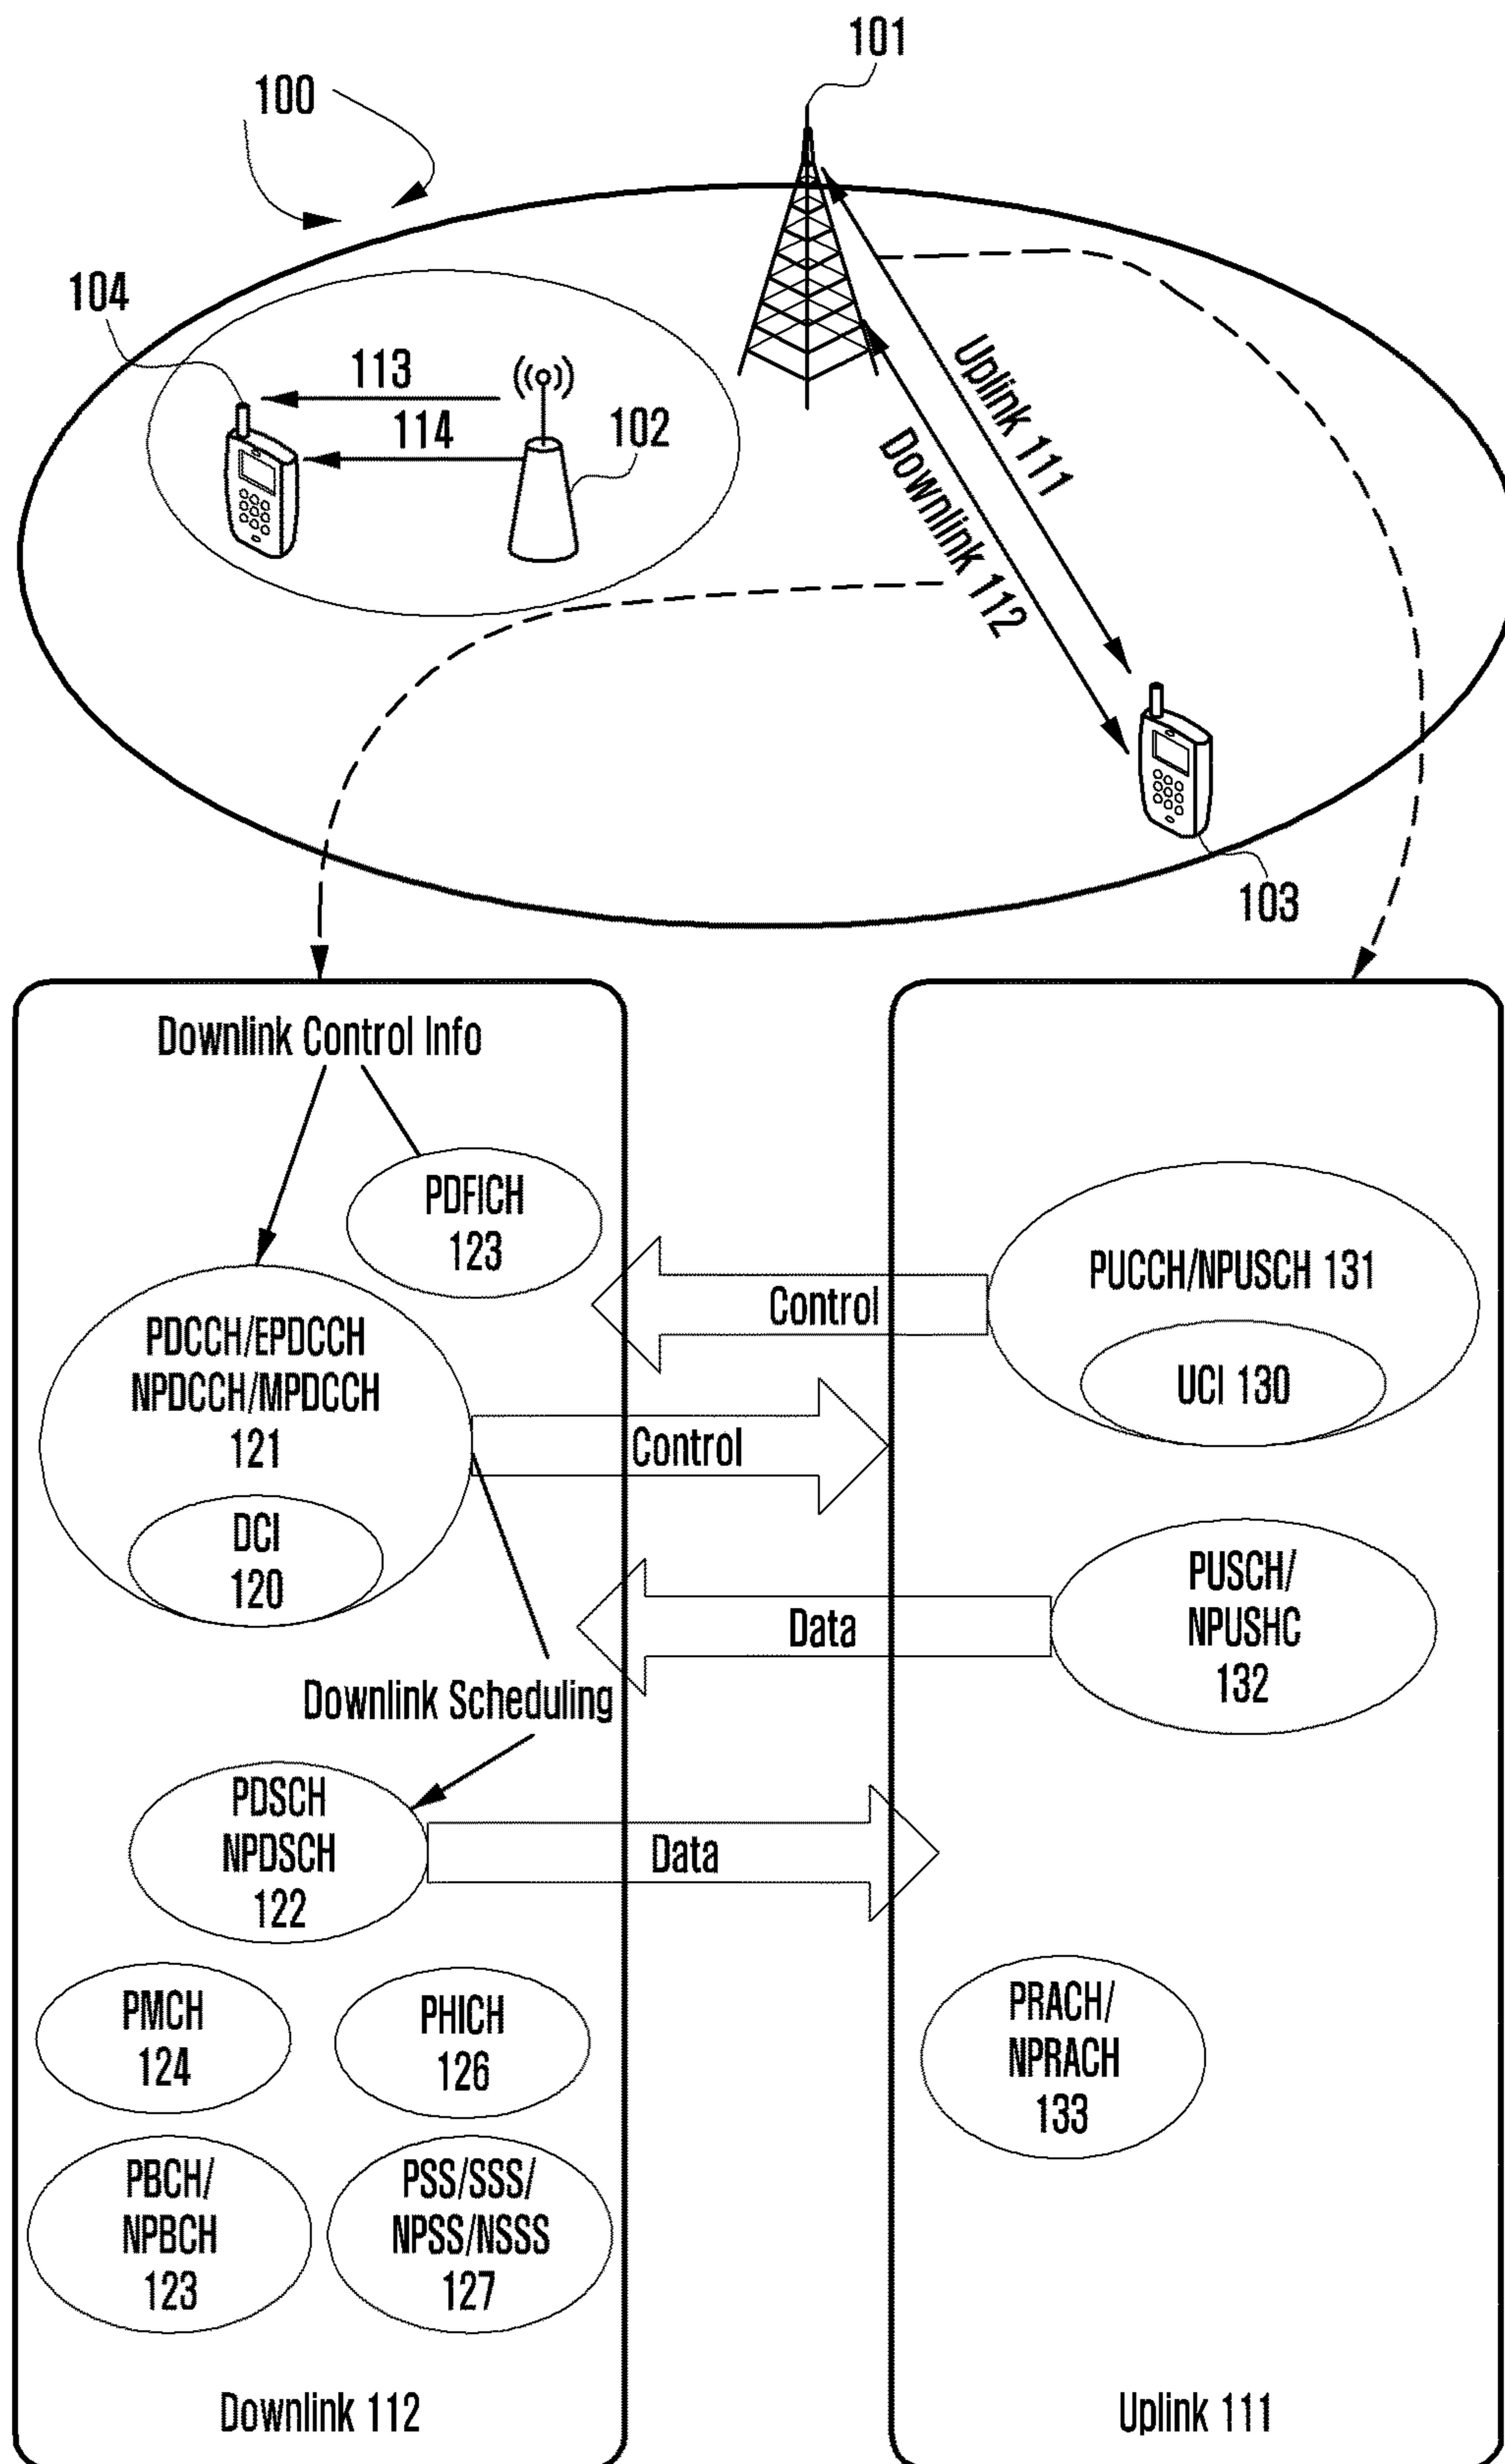 101
100
104
113
114
102
Uplink 111
Downlink 112
103
Downlink Control Info
PDFICH
123
PDCCH/EPDCCH
NPDCCH/MPDCCH
121
DCI
120
Control
Control
PUCCH/NPUSCH 131
UCI 130
Data
PUSCH/
NPUSHC
132
Downlink Scheduling
PDSCH
NPDSCH
122
Data
PMCH
124
PHICH
126
PRACH/
NPRACH
133
PBCH/
NPBCH
123
PSS/SSS/
NPSS/NSSS
127
Downlink 112
Uplink 111